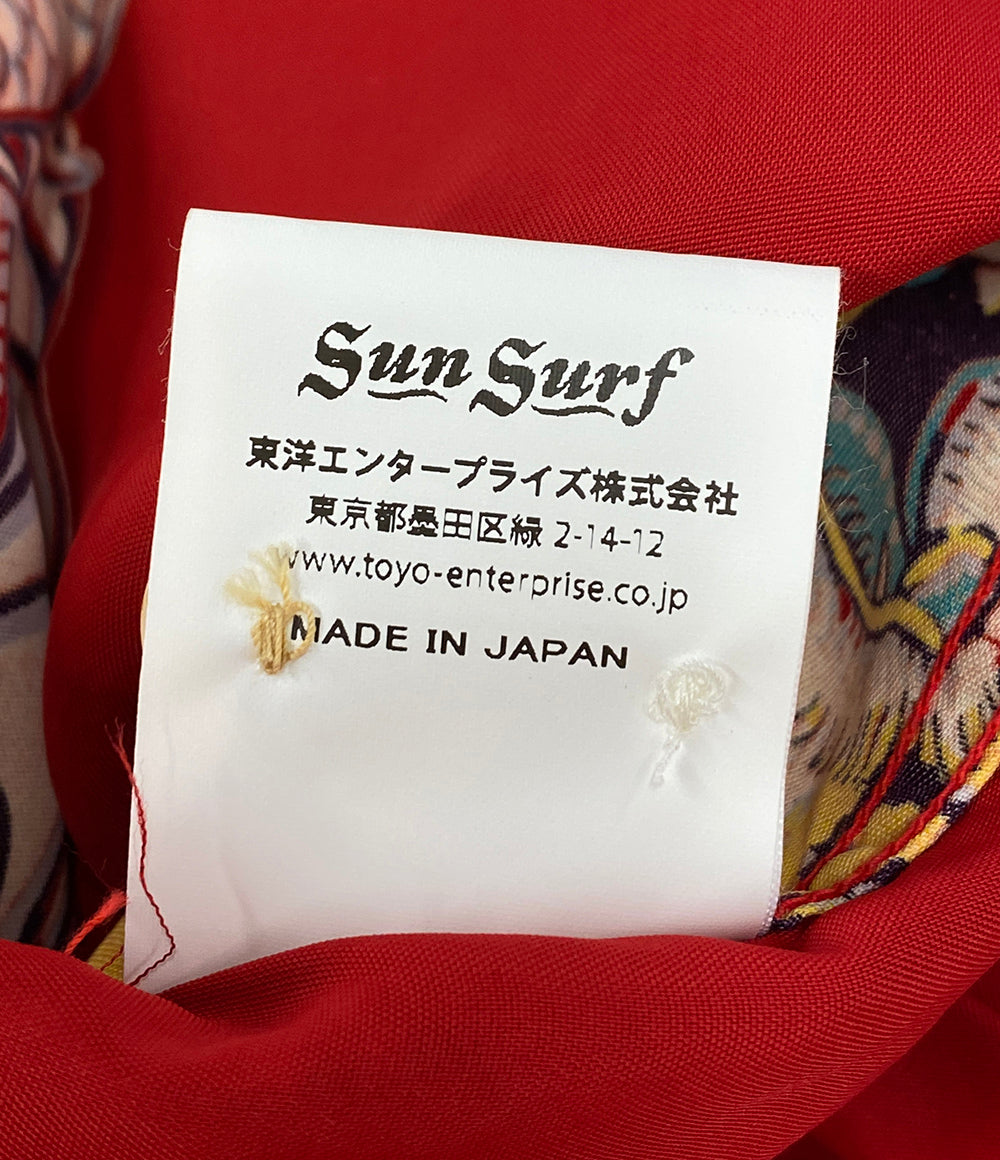 Sun Surf
東洋エンタープライズ株式会社
東京都墨田区緑 2-14-12
www.toyo-enterprise.co.jp
MADE IN JAPAN